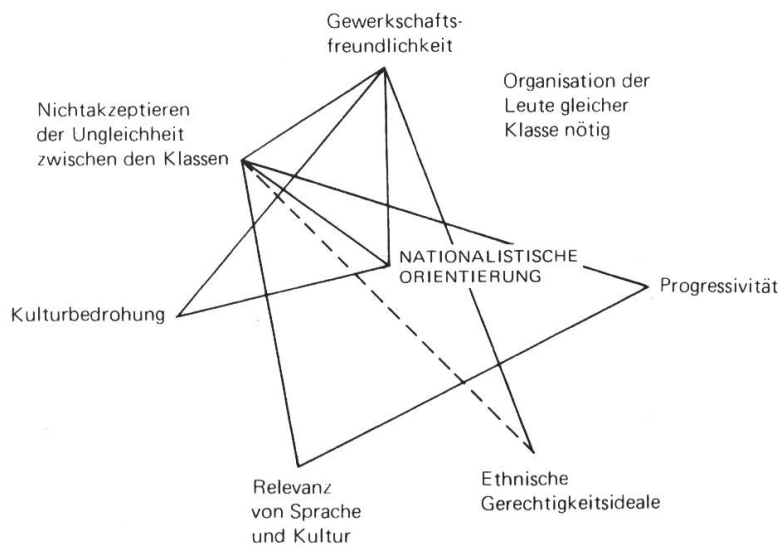 Gewerkschafts-
freundlichkeit
Organisation der
Leute gleicher
Klasse nötig
Nichtakzeptieren
der Ungleichheit
zwischen den Klassen
NATIONALISTISCHE
ORIENTIERUNG
Progressivität
Kulturbedrohung
Relevanz
von Sprache
und Kultur
Ethnische
Gerechtigkeitsideale